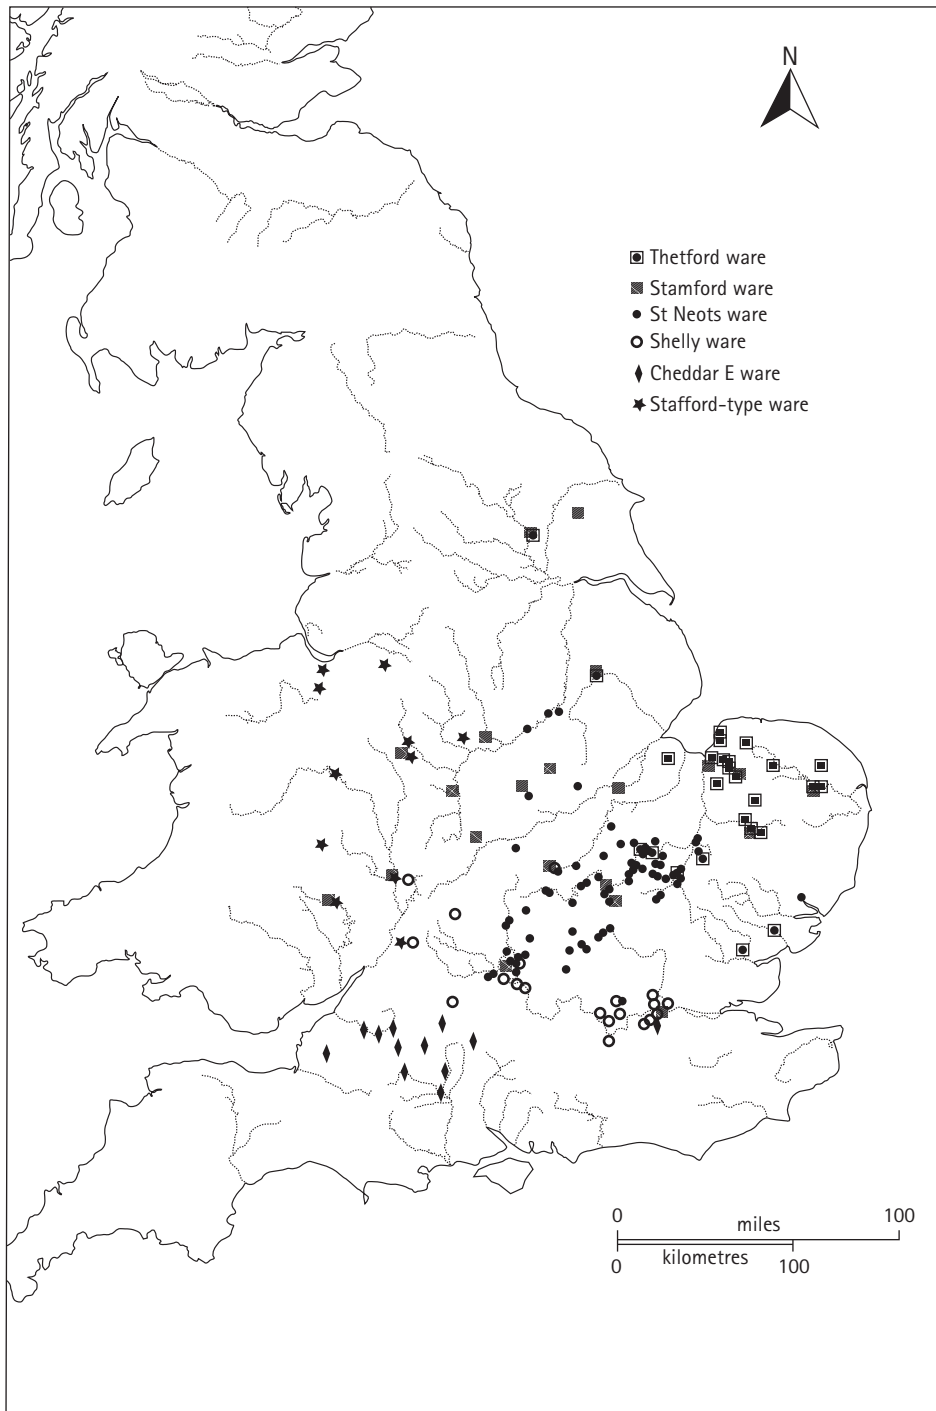 N
Thetford ware
Stamford ware
St Neots ware
Shelly ware
Cheddar E ware
Stafford-type ware
0 miles 100
kilometres
0 100